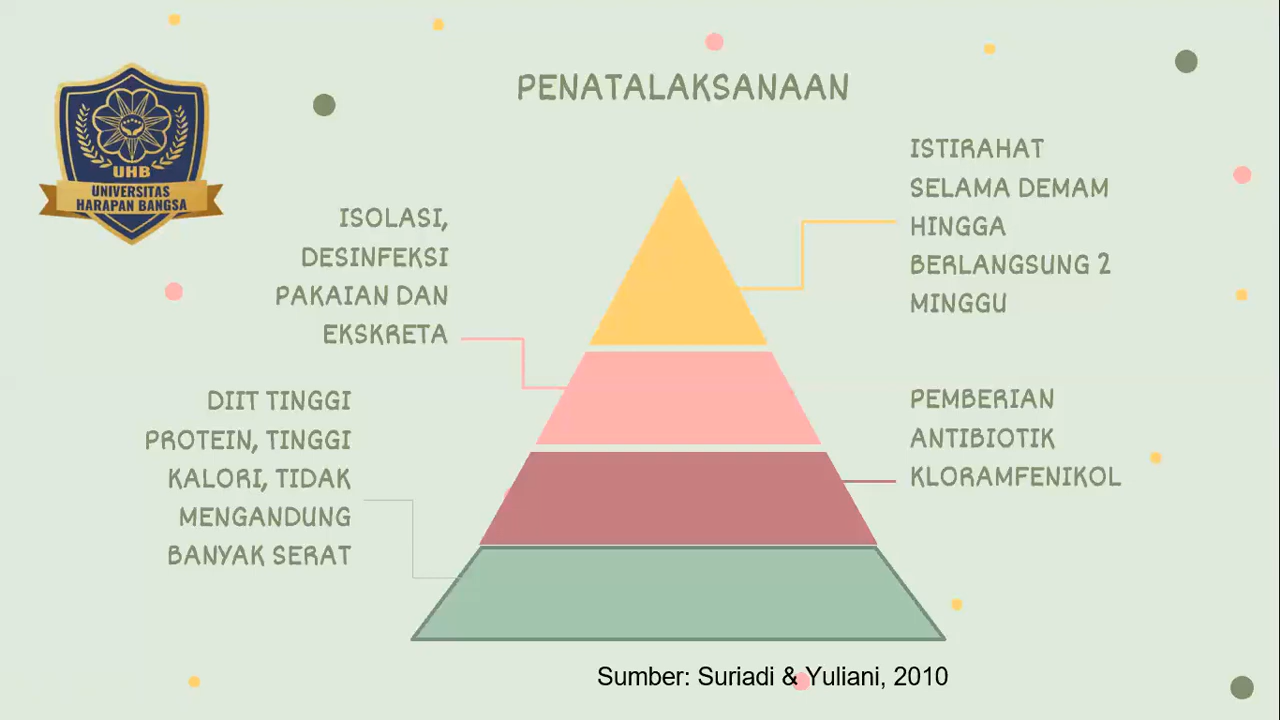 PENATALAKSANAAN
UHB
UNIVERSITAS
HARAPAN BANGSA
ISTIRAHAT
SELAMA DEMAM
HINGGA
BERLANGSUNG 2
MINGGU
ISOLASI,
DESINFEKSI
PAKAIAN DAN
EKSKRETA
PEMBERIAN
ANTIBIOTIK
KLORAMFENIKOL
DIIT TINGGI
PROTEIN, TINGGI
KALORI, TIDAK
MENGANDUNG
BANYAK SERAT
Sumber: Suriadi & Yuliani, 2010